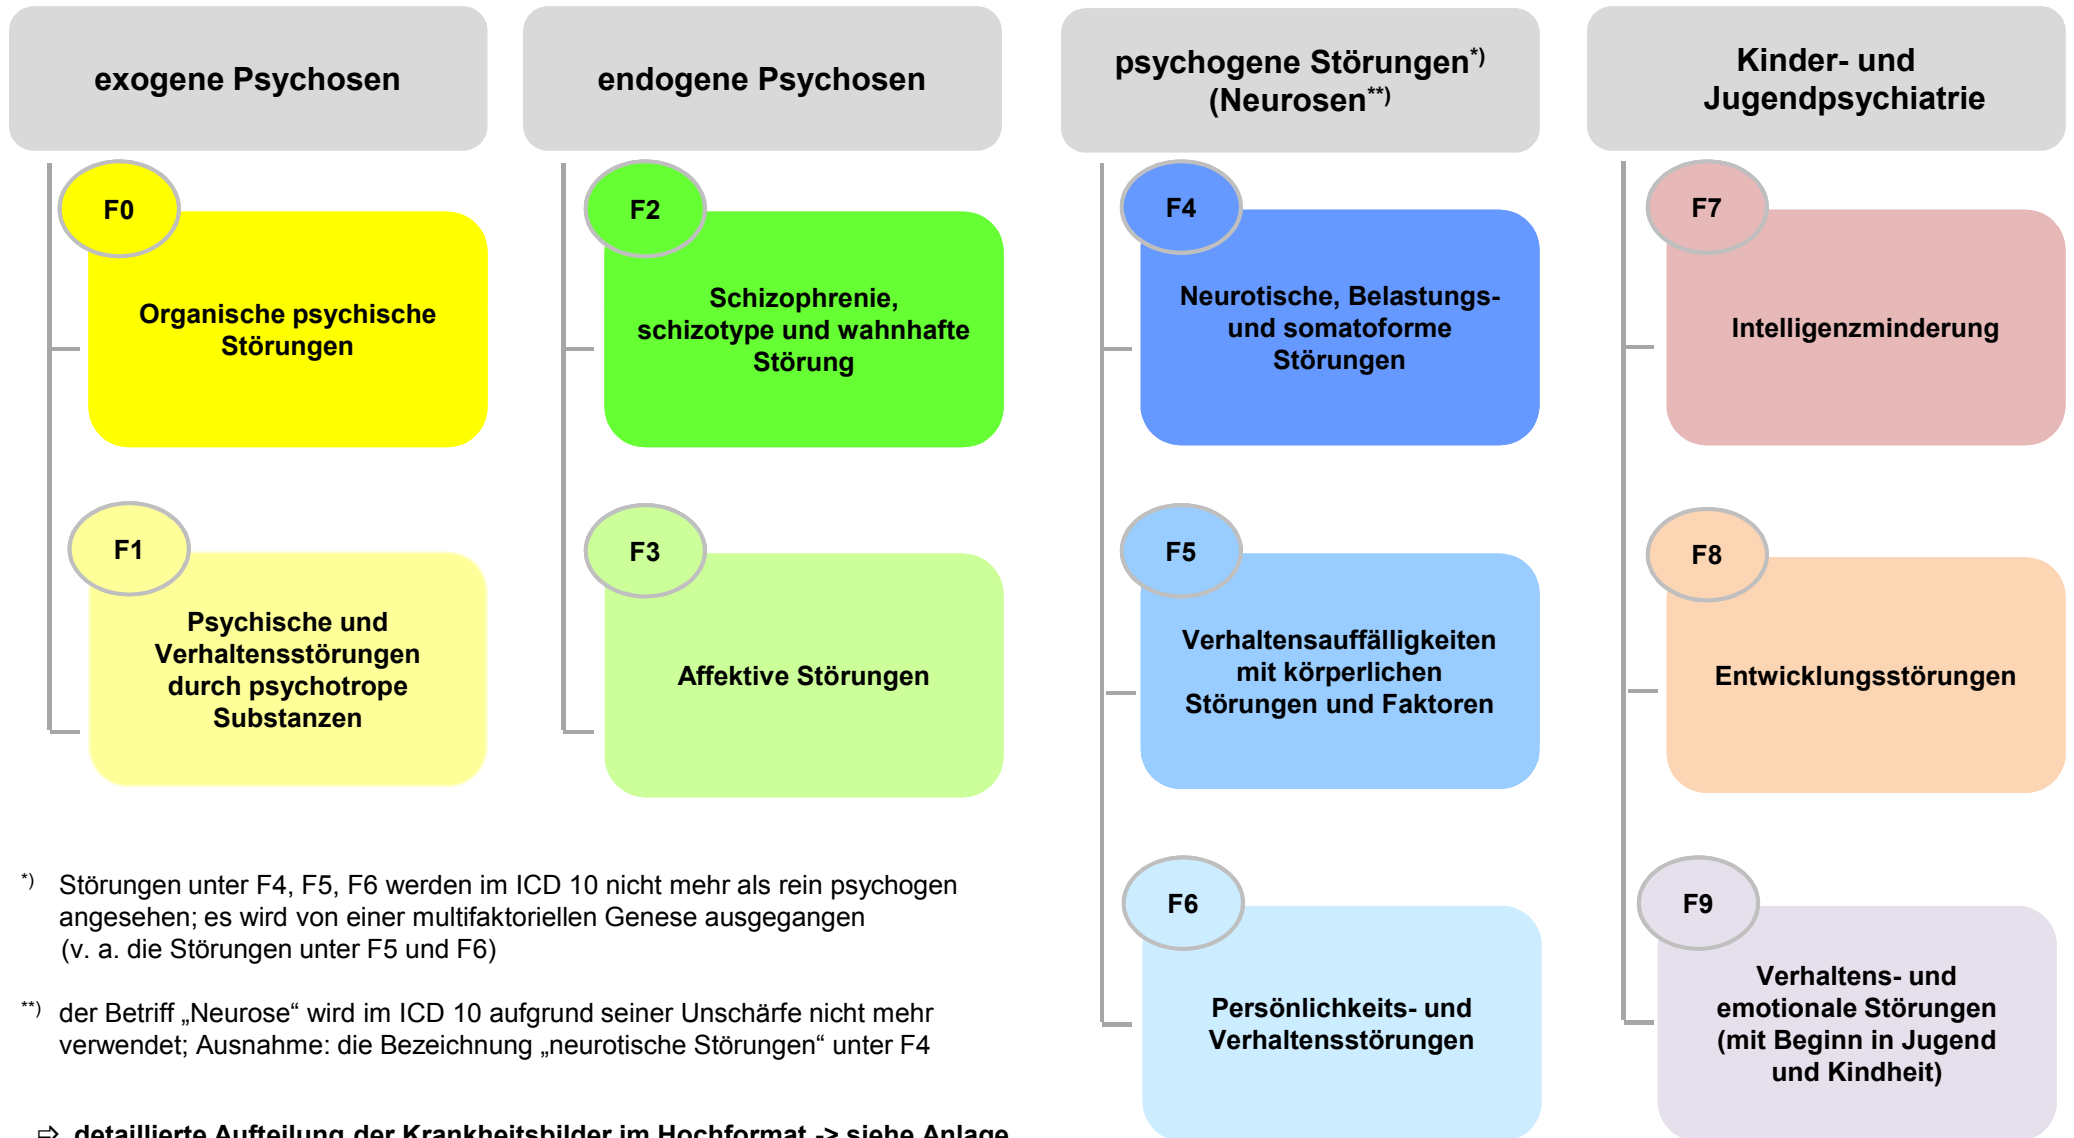 exogene Psychosen
F0
Organische psychische
Störungen
F1
Psychische und
Verhaltensstörungen
durch psychotrope
Substanzen
endogene Psychosen
F2
Schizophrenie,
schizotype und wahnhafte
Störung
F3
Affektive Störungen
psychogene Störungen*)
(Neurosen**)
F4
Neurotische, Belastungs-
und somatoforme
Störungen
F5
Verhaltensauffälligkeiten
mit körperlichen
Störungen und Faktoren
F6
Persönlichkeits- und
Verhaltensstörungen
Kinder- und
Jugendpsychiatrie
F7
Intelligenzminderung
F8
Entwicklungsstörungen
F9
Verhaltens- und
emotionale Störungen
(mit Beginn in Jugend
und Kindheit)
*) Störungen unter F4, F5, F6 werden im ICD 10 nicht mehr als rein psychogen
angesehen; es wird von einer multifaktoriellen Genese ausgegangen
(v. a. die Störungen unter F5 und F6)
**) der Betriff „Neurose“ wird im ICD 10 aufgrund seiner Unschärfe nicht mehr
verwendet; Ausnahme: die Bezeichnung „neurotische Störungen“ unter F4
⇨ detaillierte Aufteilung der Krankheitsbilder im Hochformat -> siehe Anlage